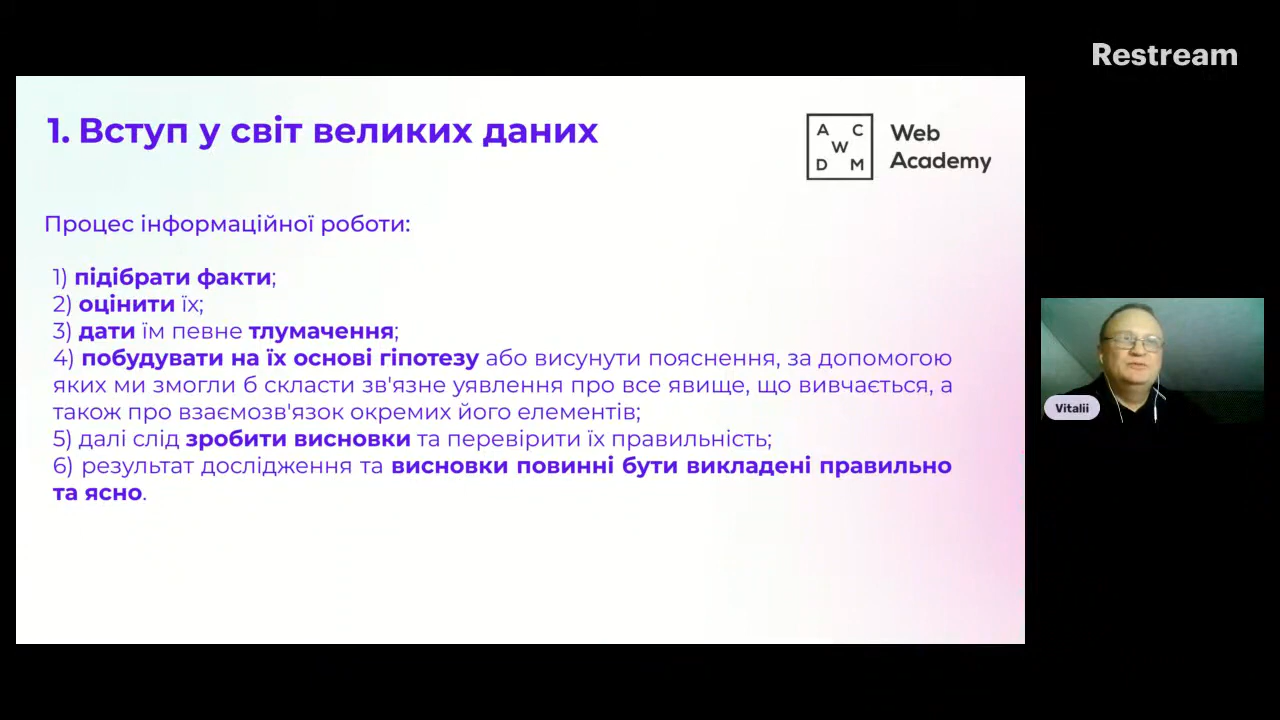 Restream
1. Вступ у світ великих даних
A C
W
D M
Web
Academy
Процес інформаційної роботи:
1) підібрати факти;
2) оцінити їх;
3) дати їм певне тлумачення;
4) побудувати на їх основі гіпотезу або висунути пояснення, за допомогою
яких ми змогли б скласти зв'язне уявлення про все явище, що вивчається, а
також про взаємозв'язок окремих його елементів;
5) далі слід зробити висновки та перевірити їх правильність;
6) результат дослідження та висновки повинні бути викладені правильно
та ясно.
Vitalii